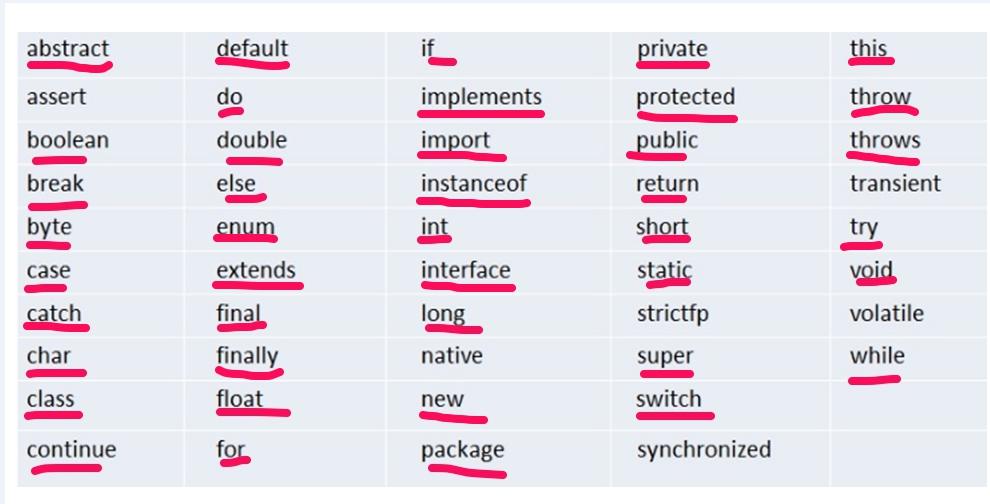 abstract default if private this
assert do implements protected throw
boolean double import public throws
break else instanceof return transient
byte enum int short try
case extends interface static void
catch final long strictfp volatile
char finally native super while
class float new switch
continue for package synchronized